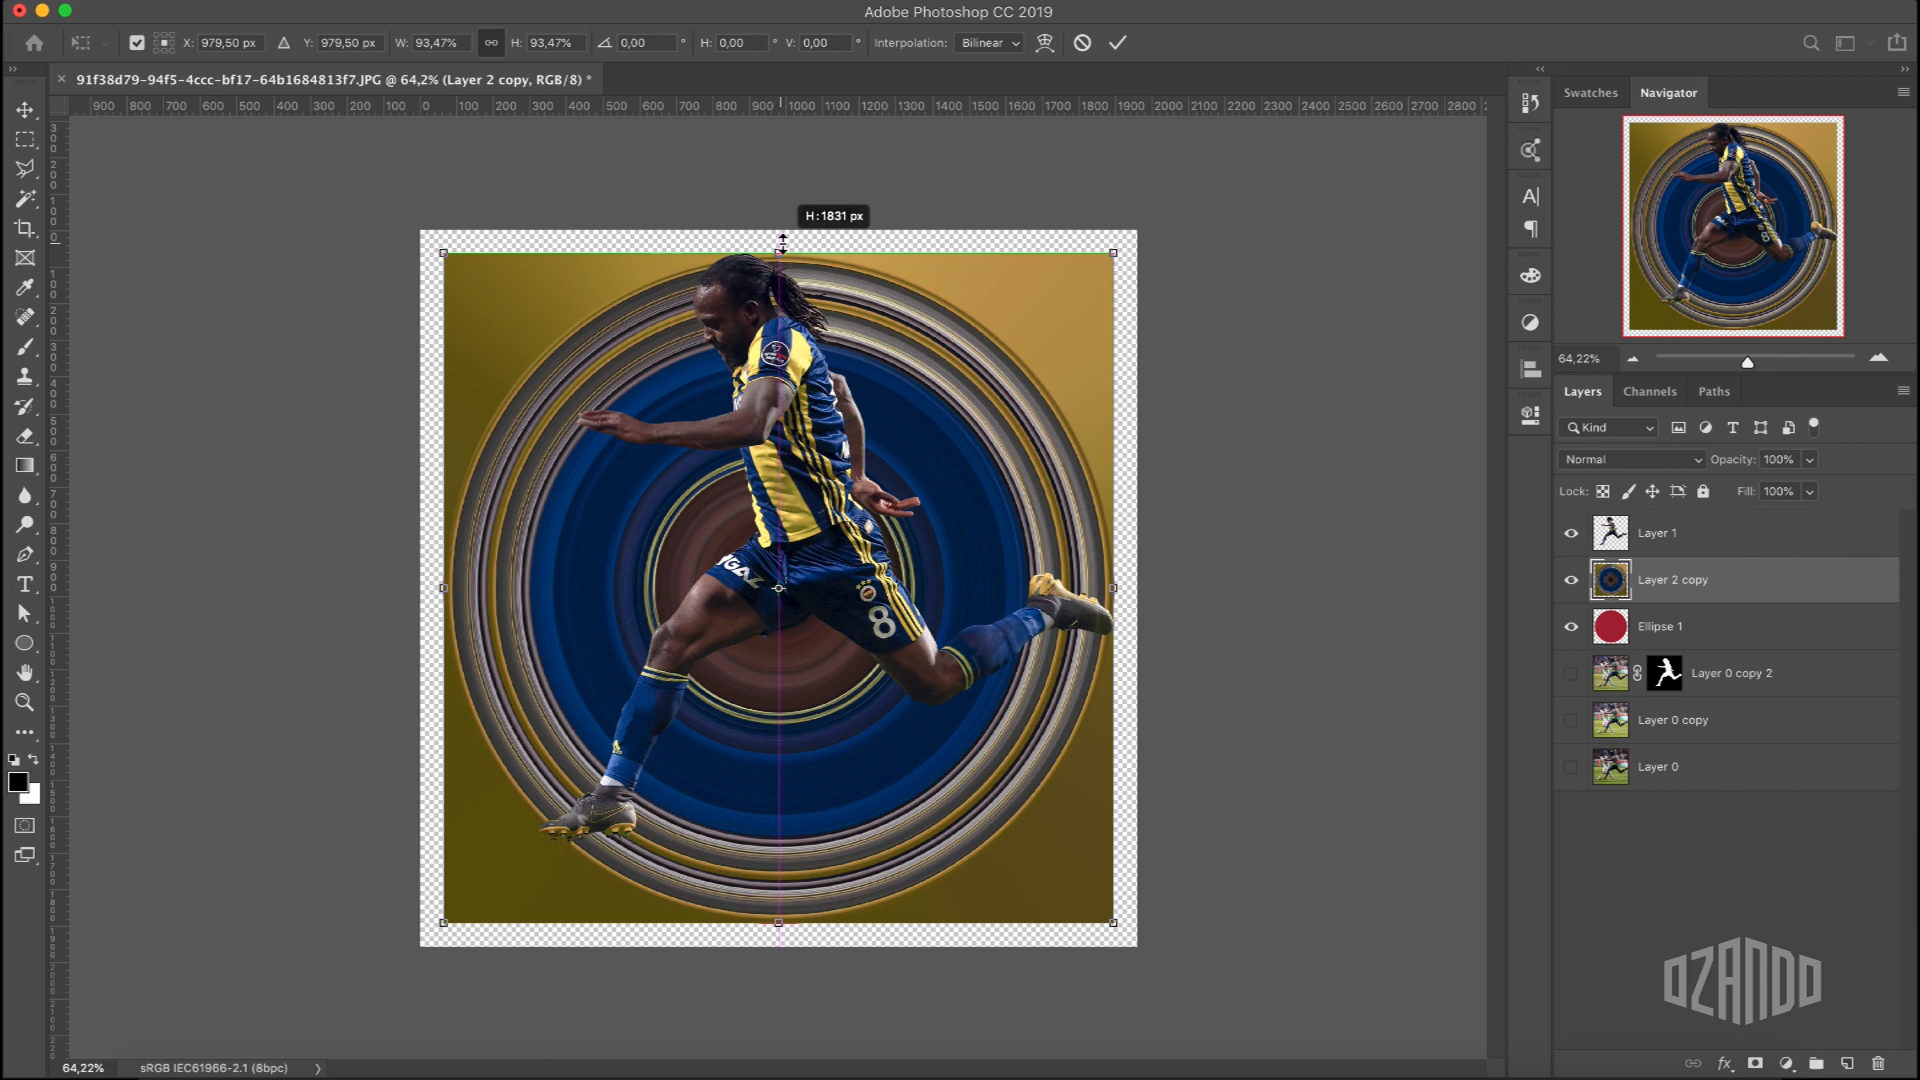 Adobe Photoshop CC 2019
X: 979,50 px Y: 979,50 px W: 93,47% H: 93,47% 0,00 ° H: 0,00 ° V: 0,00 ° Interpolation: Bilinear
91f38d79-94f5-4ccc-bf17-64b1684813f7.JPG @ 64,2% (Layer 2 copy, RGB/8) *
900 800 700 600 500 400 300 200 100 0 100 200 300 400 500 600 700 800 900 1000 1100 1200 1300 1400 1500 1600 1700 1800 1900 2000 2100 2200 2300 2400 2500 2600 2700 2800
H: 1831 px
8
Swatches Navigator
64,22%
Layers Channels Paths
Kind
Normal Opacity: 100%
Lock: Fill: 100%
Layer 1
Layer 2 copy
Ellipse 1
Layer 0 copy 2
Layer 0 copy
Layer 0
OZANDO
64,22% sRGB IEC61966-2.1 (8bpc)